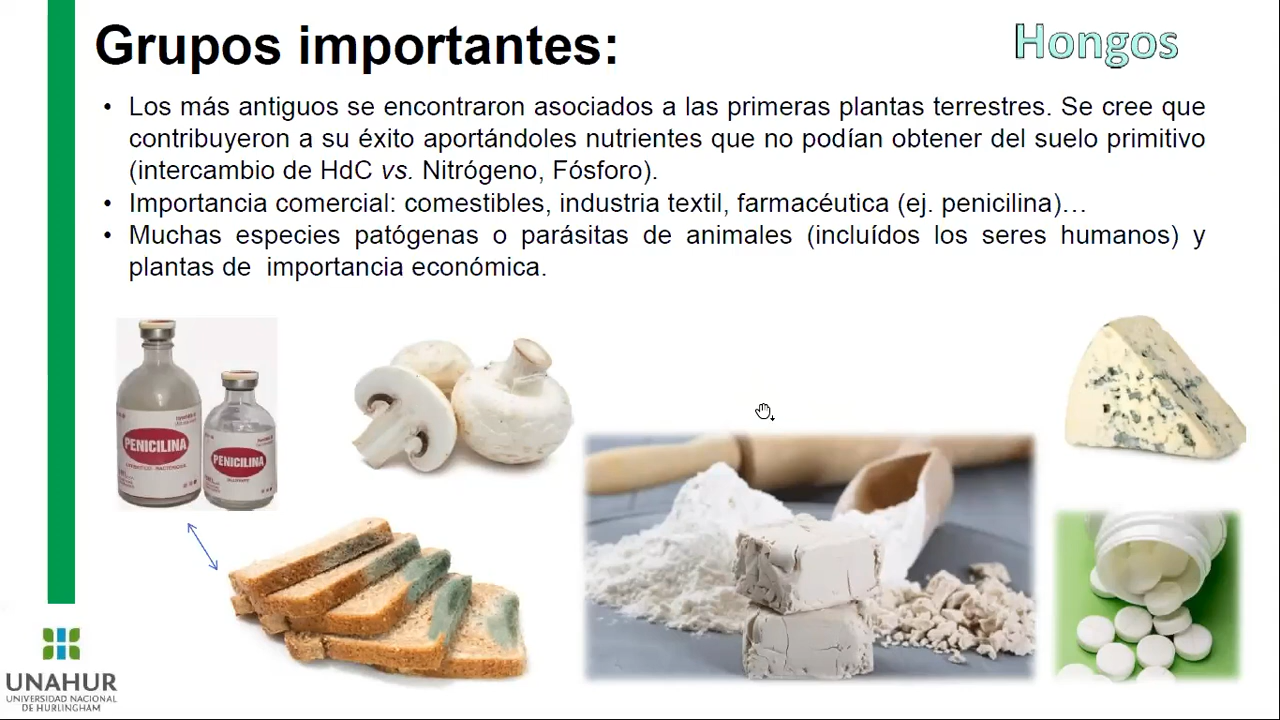 Grupos importantes:
Hongos
• Los más antiguos se encontraron asociados a las primeras plantas terrestres. Se cree que
contribuyeron a su éxito aportándoles nutrientes que no podían obtener del suelo primitivo
(intercambio de HdC vs. Nitrógeno, Fósforo).
• Importancia comercial: comestibles, industria textil, farmacéutica (ej. penicilina)…
• Muchas especies patógenas o parásitas de animales (incluídos los seres humanos) y
plantas de importancia económica.
PENICILINA
PENICILINA
UNAHUR
UNIVERSIDAD NACIONAL
DE HURLINGHAM